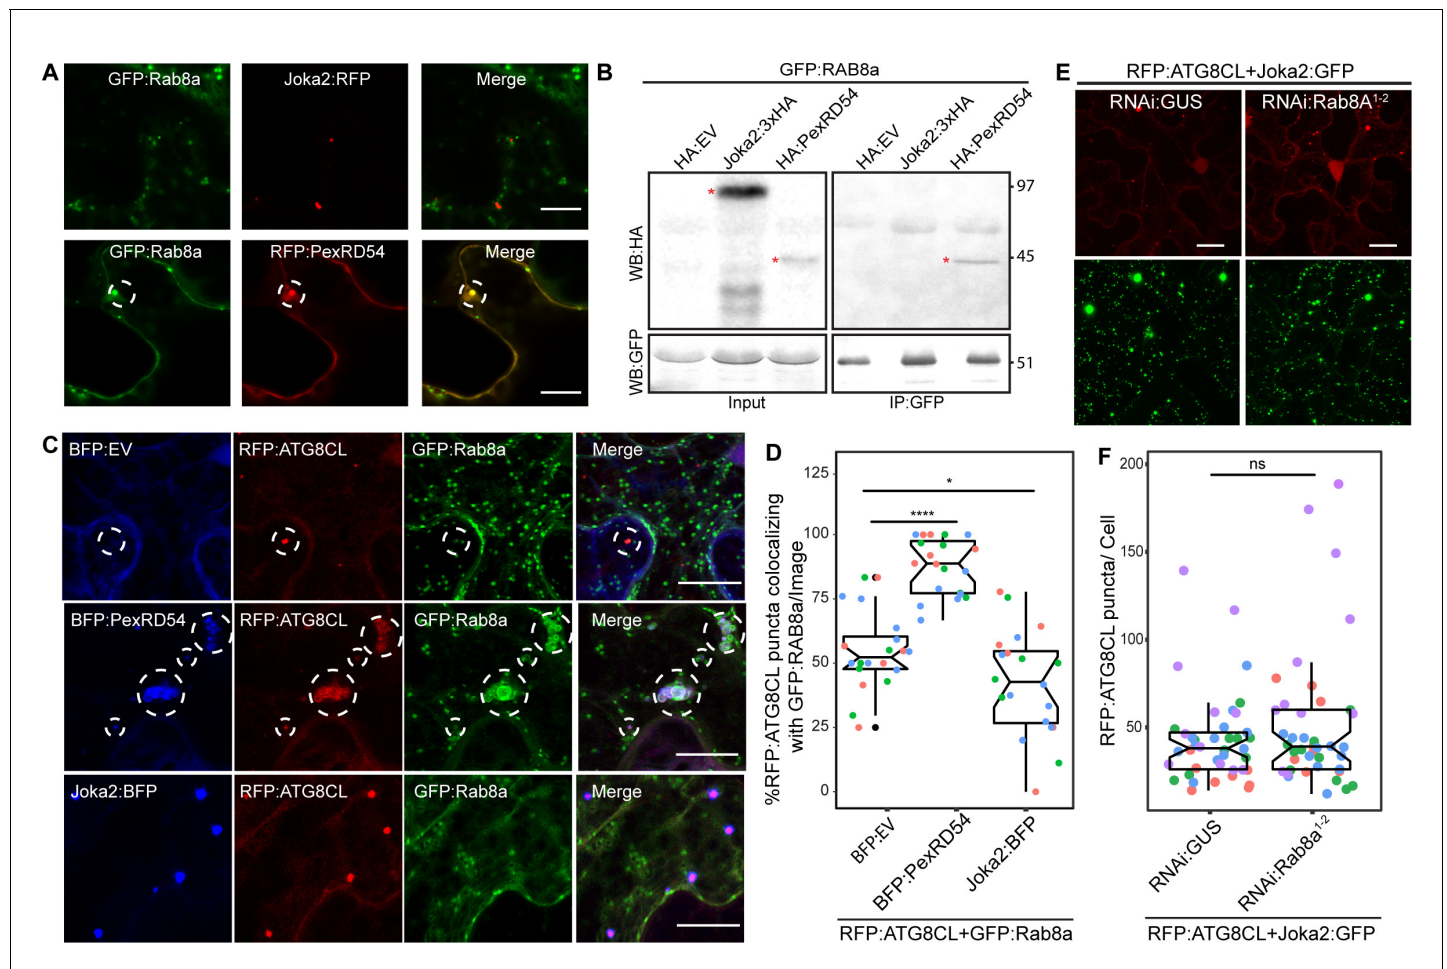 A
GFP:Rab8a
Joka2:RFP
Merge
GFP:Rab8a
RFP:PexRD54
Merge
B
GFP:RAB8a
HA:EV
Joka2:3xHA
HA:PexRD54
HA:EV
Joka2:3xHA
HA:PexRD54
WB:HA
*
*
*
97
45
WB:GFP
51
Input
IP:GFP
E
RFP:ATG8CL+Joka2:GFP
RNAi:GUS
RNAi:Rab8A1-2
C
BFP:EV
RFP:ATG8CL
GFP:Rab8a
Merge
BFP:PexRD54
RFP:ATG8CL
GFP:Rab8a
Merge
Joka2:BFP
RFP:ATG8CL
GFP:Rab8a
Merge
D
%RFP:ATG8CL puncta colocalizing
with GFP:RAB8a/Image
125
100
75
50
25
0
*
****
BFP:EV
BFP:PexRD54
Joka2:BFP
RFP:ATG8CL+GFP:Rab8a
F
RFP:ATG8CL puncta/ Cell
200
150
100
50
ns
RNAi:GUS
RNAi:Rab8a1-2
RFP:ATG8CL+Joka2:GFP